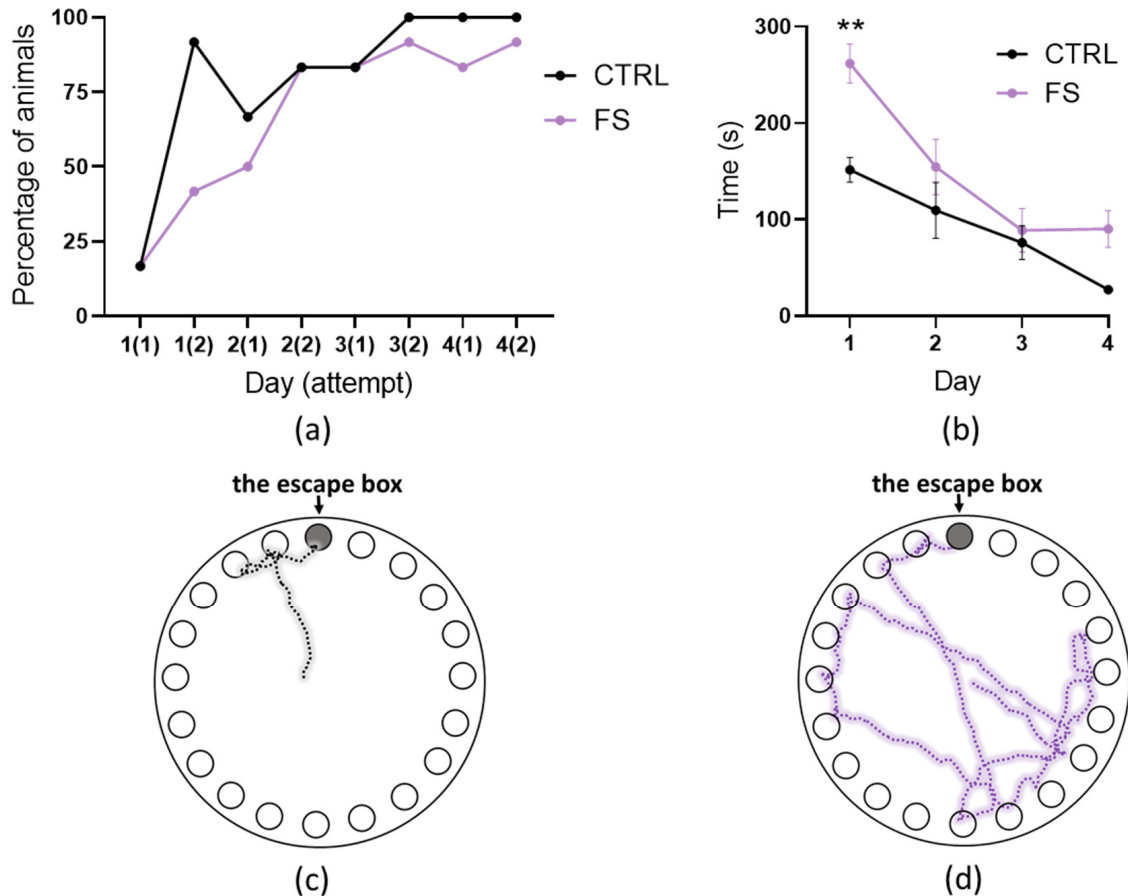 Percentage of animals
100
75
50
25
0
1(1) 1(2) 2(1) 2(2) 3(1) 3(2) 4(1) 4(2)
Day (attempt)
CTRL
FS
(a)
Time (s)
300
200
100
0
**
1 2 3 4
Day
CTRL
FS
(b)
the escape box
(c)
the escape box
(d)